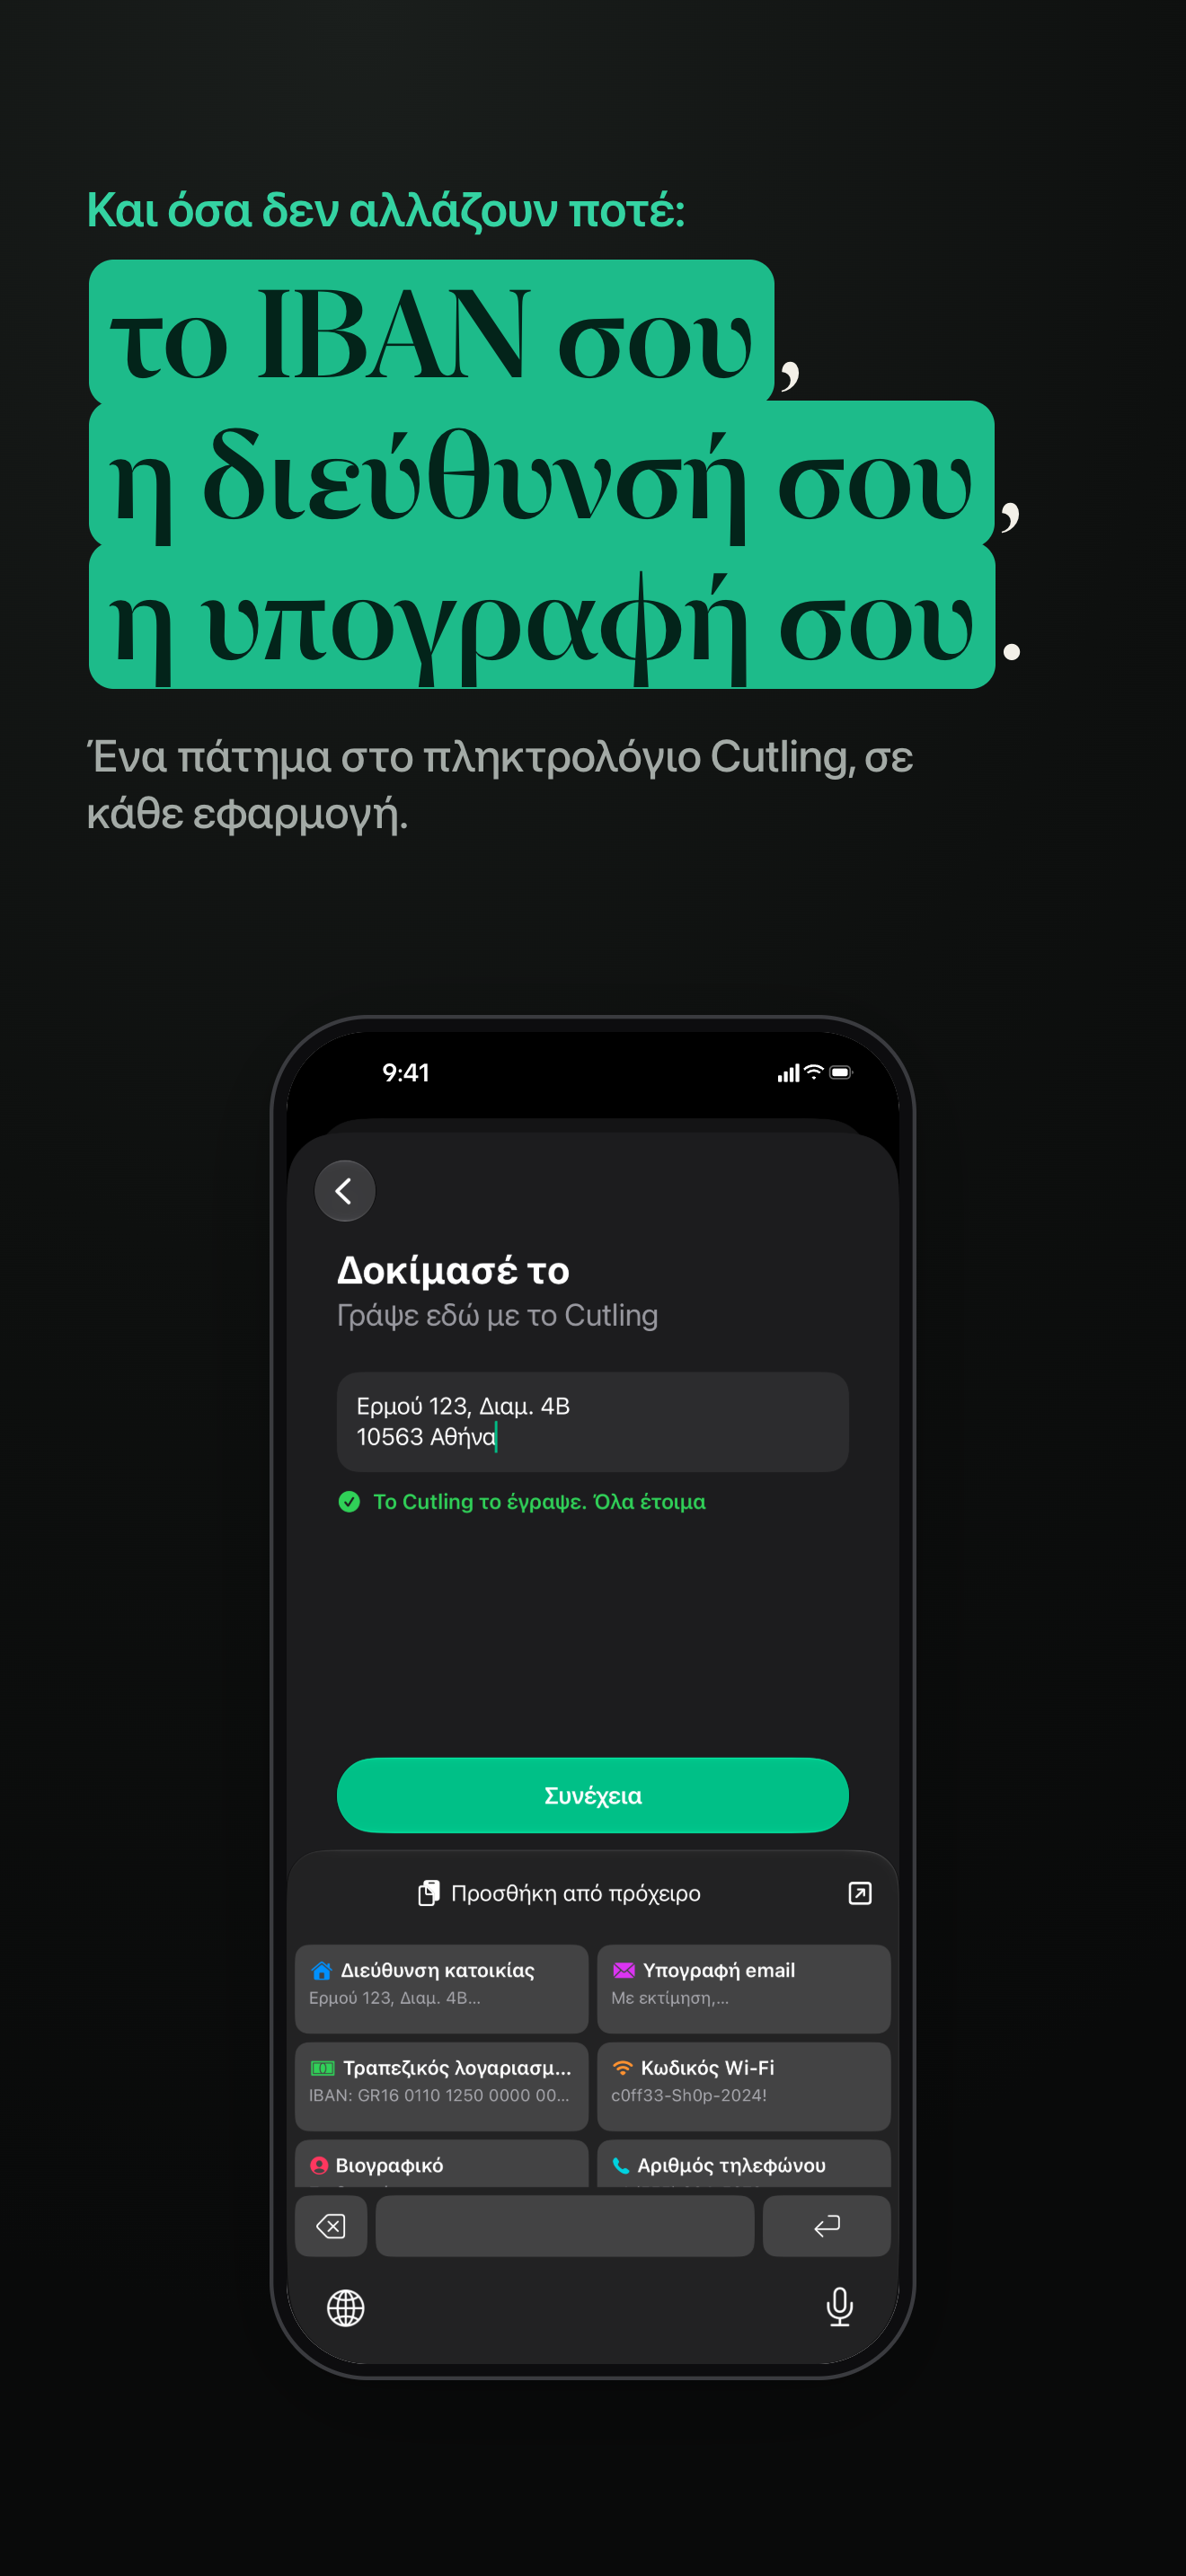 Και όσα δεν αλλάζουν ποτέ:
το IBAN σου,
η διεύθυνσή σου,
η υπογραφή σου.
Ένα πάτημα στο πληκτρολόγιο Cutling, σε
κάθε εφαρμογή.
9:41
Δοκίμασέ το
Γράψε εδώ με το Cutling
Ερμού 123, Διαμ. 4B
10563 Αθήνα
Το Cutling το έγραψε. Όλα έτοιμα
Συνέχεια
Προσθήκη από πρόχειρο
Διεύθυνση κατοικίας
Ερμού 123, Διαμ. 4B...
Υπογραφή email
Με εκτίμηση,...
Τραπεζικός λογαριασμ...
IBAN: GR16 0110 1250 0000 00...
Κωδικός Wi-Fi
c0ff33-Sh0p-2024!
Βιογραφικό
Αριθμός τηλεφώνου